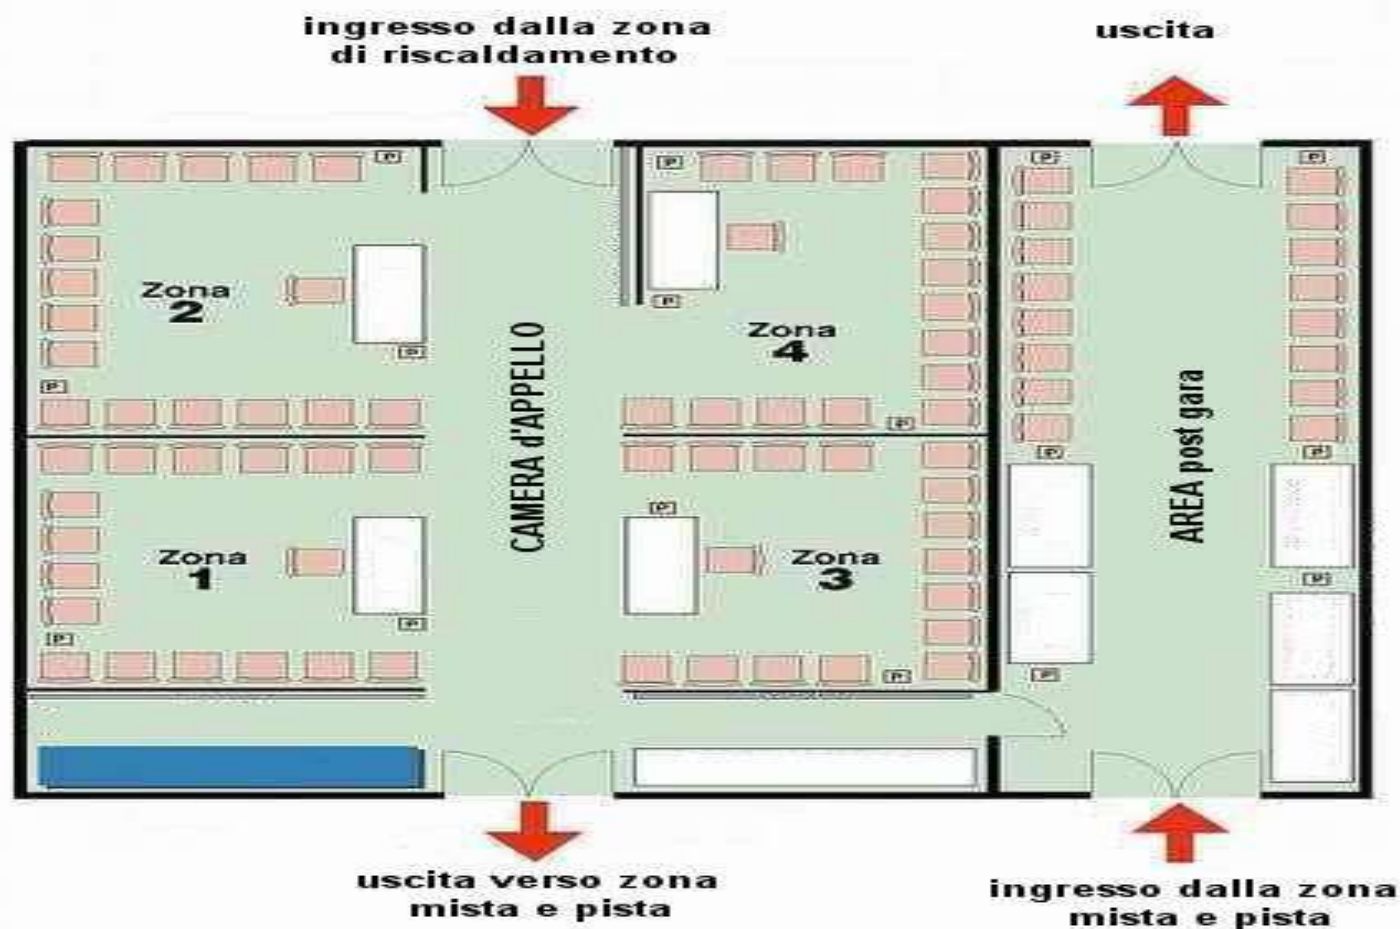 ingresso dalla zona
di riscaldamento
uscita
P
P
P
P
P
Zona
2
P
P
Zona
4
P
P
P
CAMERA d'APPELLO
AREA post gara
P
P
P
Zona
1
Zona
3
P
P
P
P
P
uscita verso zona
mista e pista
ingresso dalla zona
mista e pista